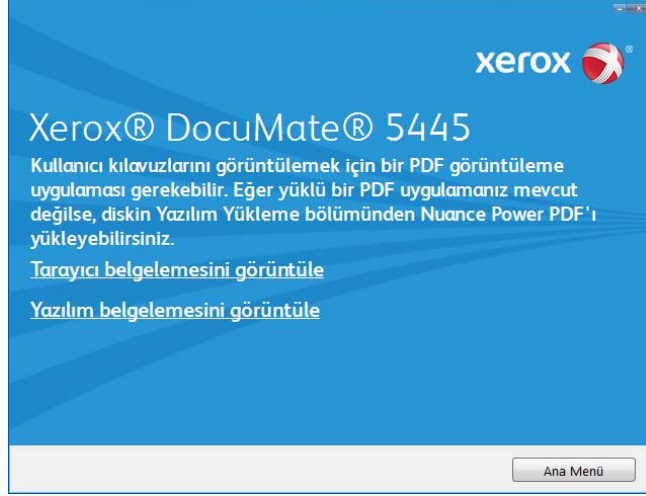 xerox
Xerox® DocuMate® 5445
Kullanıcı kılavuzlarını görüntülemek için bir PDF görüntüleme
uygulaması gerekebilir. Eğer yüklü bir PDF uygulamanız mevcut
değilse, diskin Yazılım Yükleme bölümünden Nuance Power PDF'ı
yükleyebilirsiniz.
Tarayıcı belgelemesini görüntüle
Yazılım belgelemesini görüntüle
Ana Menü